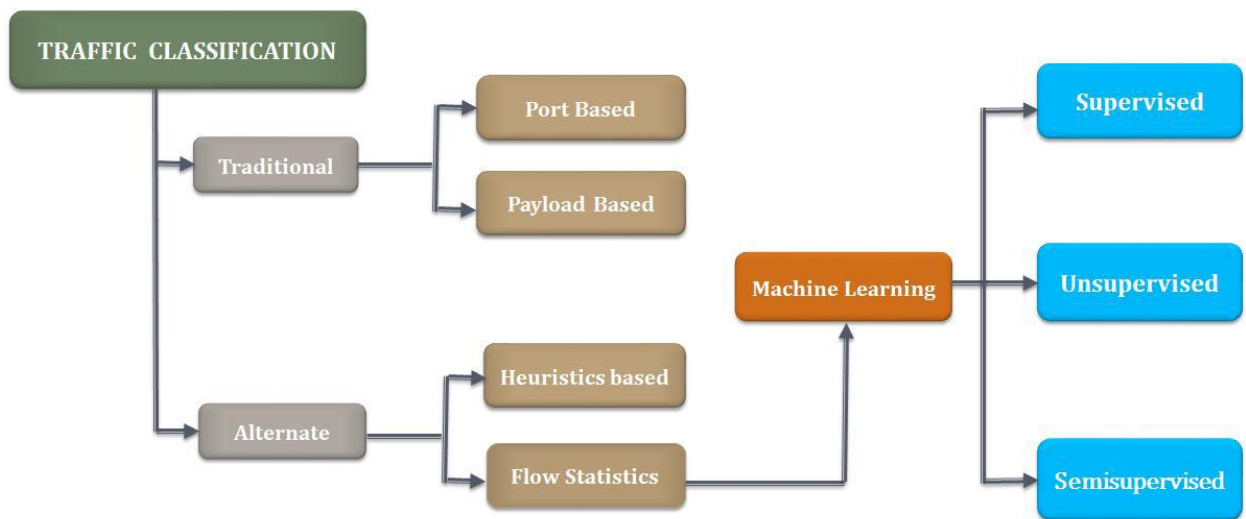 TRAFFIC CLASSIFICATION
Traditional
Port Based
Payload Based
Alternate
Heuristics based
Flow Statistics
Machine Learning
Supervised
Unsupervised
Semisupervised